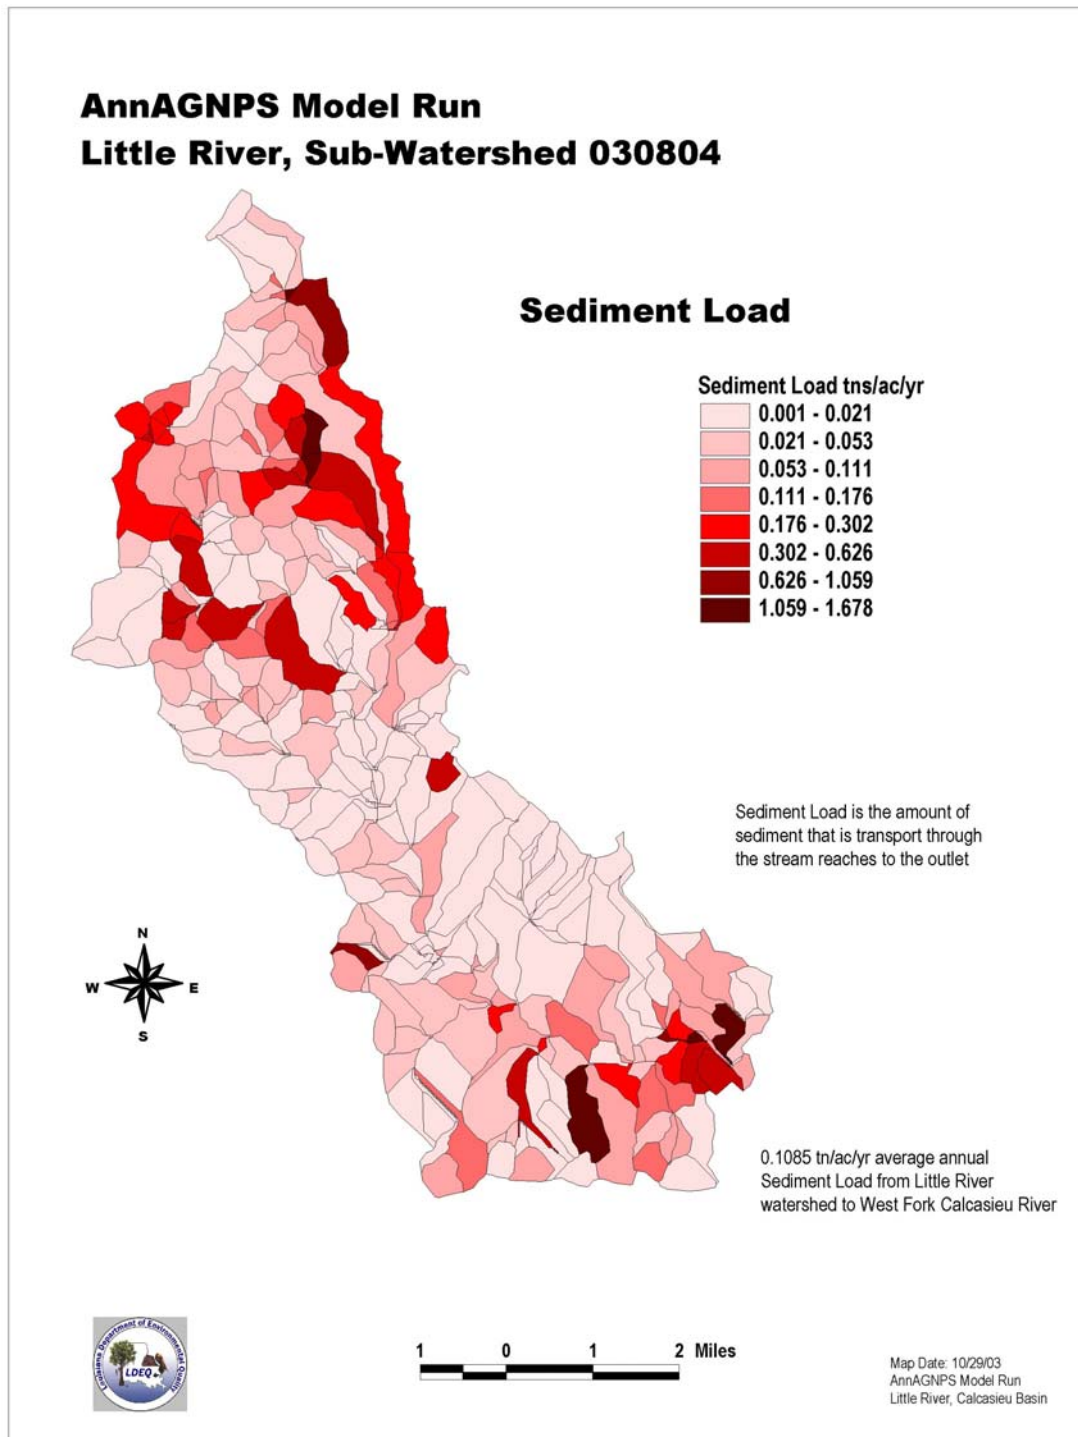 AnnAGNPS Model Run
Little River, Sub-Watershed 030804
Sediment Load
Sediment Load tns/ac/yr
0.001 - 0.021
0.021 - 0.053
0.053 - 0.111
0.111 - 0.176
0.176 - 0.302
0.302 - 0.626
0.626 - 1.059
1.059 - 1.678
Sediment Load is the amount of
sediment that is transport through
the stream reaches to the outlet
N
W E
S
0.1085 tn/ac/yr average annual
Sediment Load from Little River
watershed to West Fork Calcasieu River
Louisiana Department of Environmental Quality
LDEQ
1 0 1 2 Miles
Map Date: 10/29/03
AnnAGNPS Model Run
Little River, Calcasieu Basin